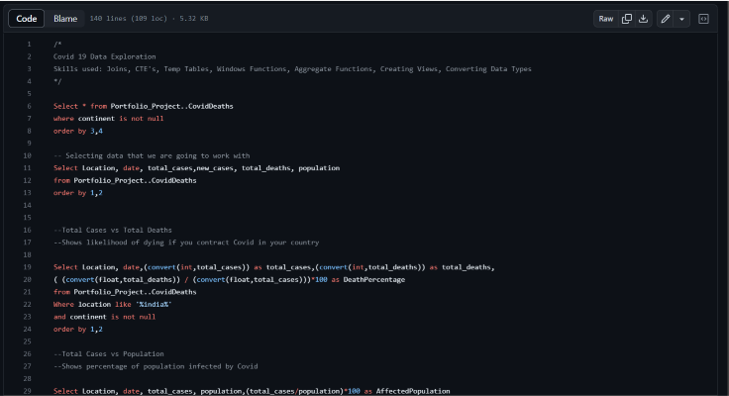 Code Blame 140 lines (109 loc) · 5.32 KB Raw
1 /*
2 Covid 19 Data Exploration
3 Skills used: Joins, CTE's, Temp Tables, Windows Functions, Aggregate Functions, Creating Views, Converting Data Types
4 */
5
6 Select * from Portfolio_Project..CovidDeaths
7 where continent is not null
8 order by 3,4
9
10 -- Selecting data that we are going to work with
11 Select Location, date, total_cases,new_cases, total_deaths, population
12 from Portfolio_Project..CovidDeaths
13 order by 1,2
14
15
16 --Total Cases vs Total Deaths
17 --Shows likelihood of dying if you contract Covid in your country
18
19 Select Location, date,(convert(int,total_cases)) as total_cases,(convert(int,total_deaths)) as total_deaths,
20 ( (convert(float,total_deaths)) / (convert(float,total_cases)))*100 as DeathPercentage
21 from Portfolio_Project..CovidDeaths
22 Where location like '%india%'
23 and continent is not null
24 order by 1,2
25
26 --Total Cases vs Population
27 --Shows percentage of population infected by Covid
28
29 Select Location, date, total_cases, population,(total_cases/population)*100 as AffectedPopulation